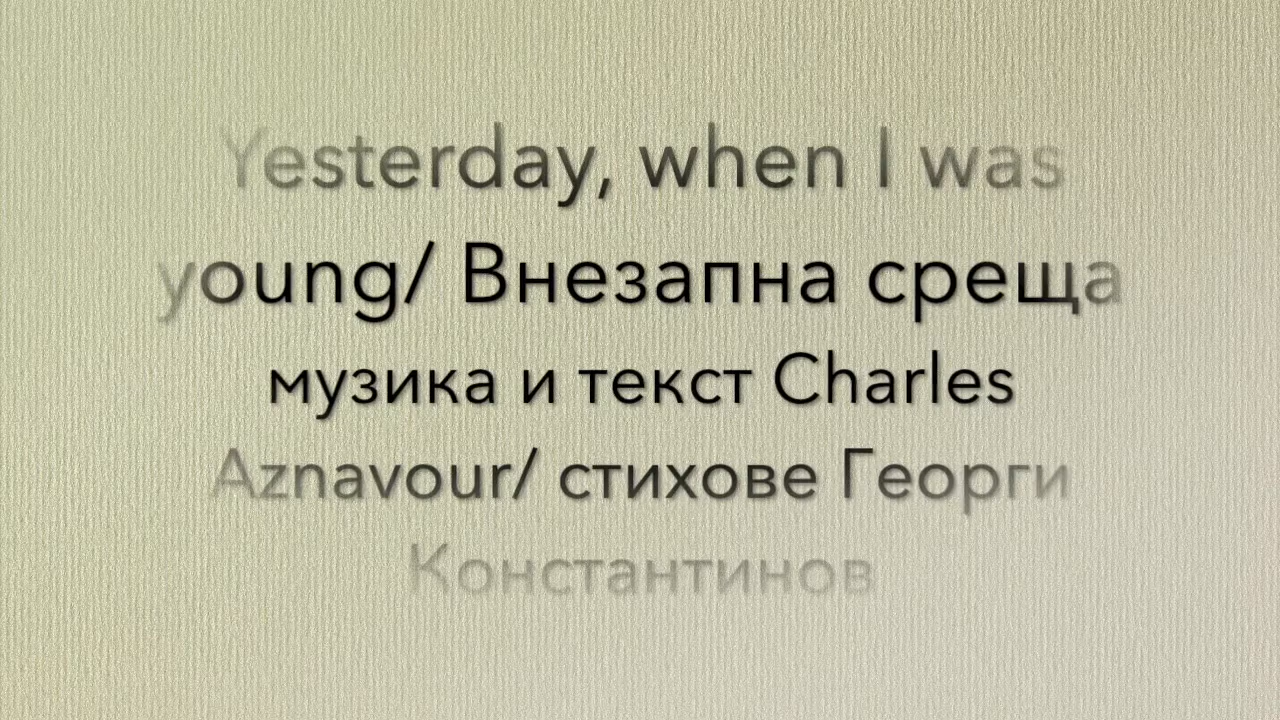 Yesterday, when I was
young/ Внезапна среща
музика и текст Charles
Aznavour/ стихове Георги
Константинов